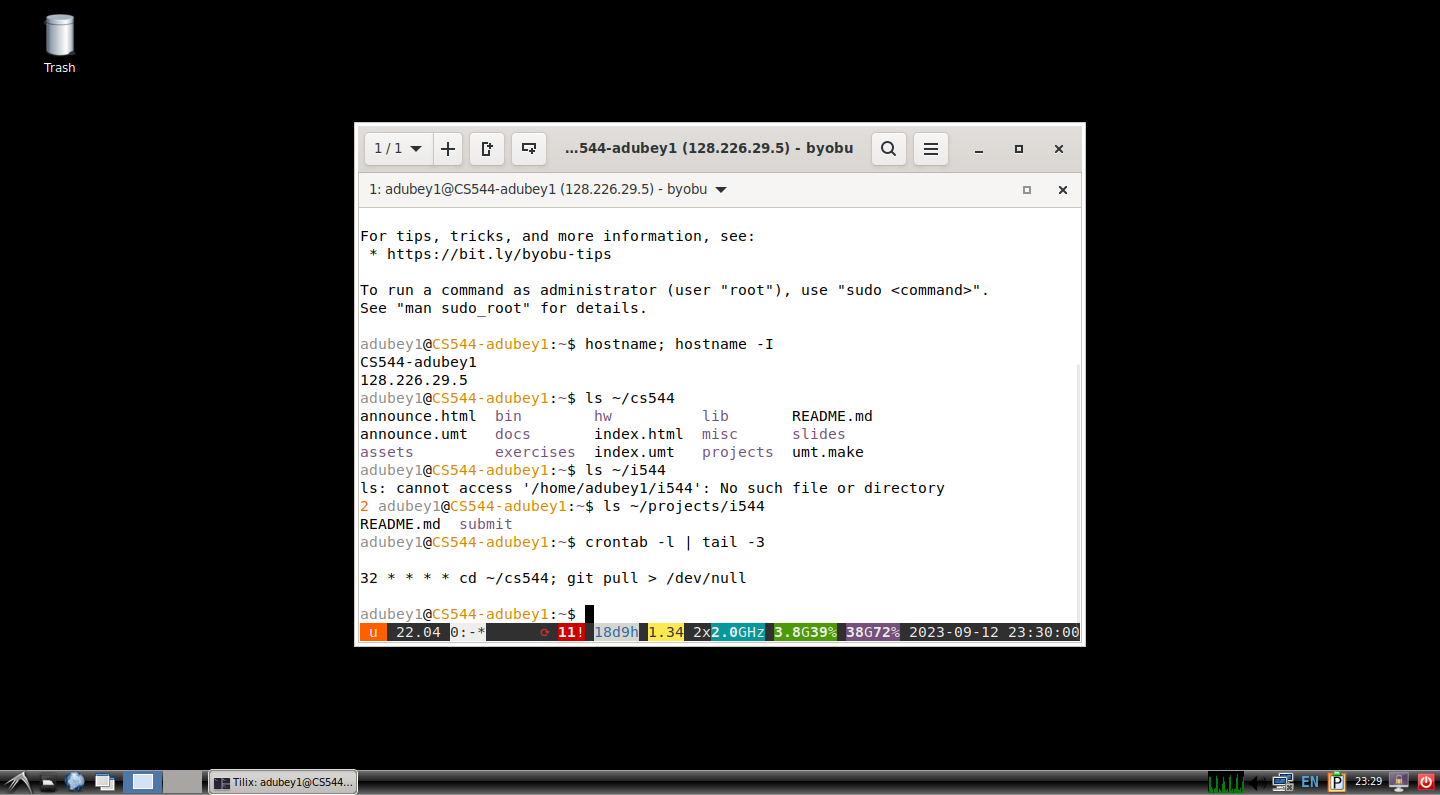 Trash
1 / 1
...544-adubey1 (128.226.29.5) - byobu
1: adubey1@CS544-adubey1 (128.226.29.5) - byobu
For tips, tricks, and more information, see:
 * https://bit.ly/byobu-tips
To run a command as administrator (user "root"), use "sudo <command>".
See "man sudo_root" for details.
adubey1@CS544-adubey1:~$ hostname; hostname -I
CS544-adubey1
128.226.29.5
adubey1@CS544-adubey1:~$ ls ~/cs544
announce.html  bin        hw          lib       README.md
announce.umt   docs       index.html  misc      slides
assets         exercises  index.umt   projects  umt.make
adubey1@CS544-adubey1:~$ ls ~/i544
ls: cannot access '/home/adubey1/i544': No such file or directory
2 adubey1@CS544-adubey1:~$ ls ~/projects/i544
README.md  submit
adubey1@CS544-adubey1:~$ crontab -l | tail -3
32 * * * * cd ~/cs544; git pull > /dev/null
adubey1@CS544-adubey1:~$
u  22.04 0:-*      ⟳ 11! 18d9h 1.34 2x2.0GHz 3.8G39% 38G72% 2023-09-12 23:30:00
Tilix: adubey1@CS544...
EN
P
23:29